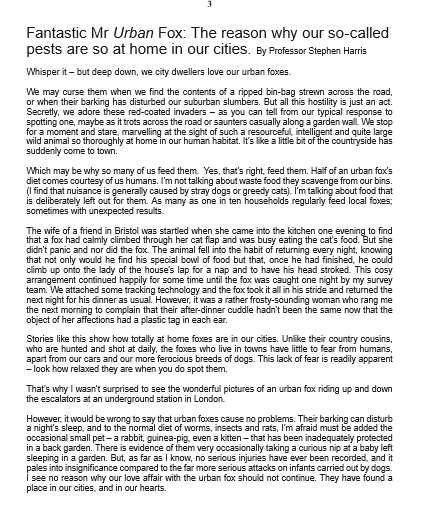 3
Fantastic Mr Urban Fox: The reason why our so-called
pests are so at home in our cities. By Professor Stephen Harris
Whisper it – but deep down, we city dwellers love our urban foxes.
We may curse them when we find the contents of a ripped bin-bag strewn across the road,
or when their barking has disturbed our suburban slumbers. But all this hostility is just an act.
Secretly, we adore these red-coated invaders – as you can tell from our typical response to
spotting one, maybe as it trots across the road or saunters casually along a garden wall. We stop
for a moment and stare, marvelling at the sight of such a resourceful, intelligent and quite large
wild animal so thoroughly at home in our human habitat. It's like a little bit of the countryside has
suddenly come to town.
Which may be why so many of us feed them. Yes, that's right, feed them. Half of an urban fox's
diet comes courtesy of us humans. I'm not talking about waste food they scavenge from our bins.
(I find that nuisance is generally caused by stray dogs or greedy cats). I'm talking about food that
is deliberately left out for them. As many as one in ten households regularly feed local foxes;
sometimes with unexpected results.
The wife of a friend in Bristol was startled when she came into the kitchen one evening to find
that a fox had calmly climbed through her cat flap and was busy eating the cat's food. But she
didn't panic and nor did the fox. The animal fell into the habit of returning every night, knowing
that not only would he find his special bowl of food but that, once he had finished, he could
climb up onto the lady of the house's lap for a nap and to have his head stroked. This cosy
arrangement continued happily for some time until the fox was caught one night by my survey
team. We attached some tracking technology and the fox took it all in his stride and returned the
next night for his dinner as usual. However, it was a rather frosty-sounding woman who rang me
the next morning to complain that their after-dinner cuddle hadn't been the same now that the
object of her affections had a plastic tag in each ear.
Stories like this show how totally at home foxes are in our cities. Unlike their country cousins,
who are hunted and shot at daily, the foxes who live in towns have little to fear from humans,
apart from our cars and our more ferocious breeds of dogs. This lack of fear is readily apparent
– look how relaxed they are when you do spot them.
That's why I wasn't surprised to see the wonderful pictures of an urban fox riding up and down
the escalators at an underground station in London.
However, it would be wrong to say that urban foxes cause no problems. Their barking can disturb
a night's sleep, and to the normal diet of worms, insects and rats, I'm afraid must be added the
occasional small pet – a rabbit, guinea-pig, even a kitten – that has been inadequately protected
in a back garden. There is evidence of them very occasionally taking a curious nip at a baby left
sleeping in a garden. But, as far as I know, no serious injuries have ever been recorded, and it
pales into insignificance compared to the far more serious attacks on infants carried out by dogs.
I see no reason why our love affair with the urban fox should not continue. They have found a
place in our cities, and in our hearts.